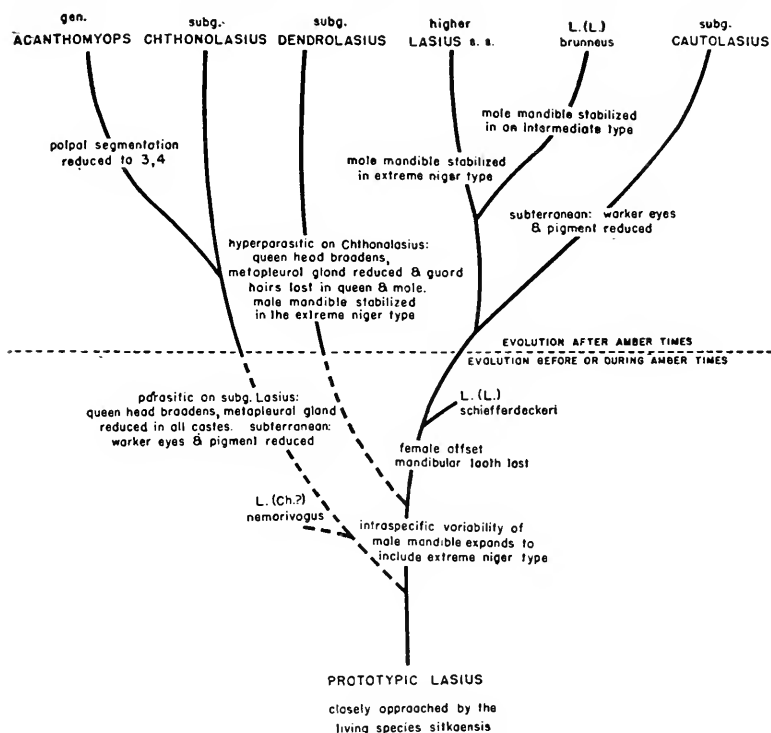 gen.
ACANTHOMYOPS
subg.
CHTHONOLASIUS
subg.
DENDROLASIUS
higher
LASIUS s. s.
L.(L.)
brunneus
subg.
CAUTOLASIUS
palpal segmentation
reduced to 3,4
male mandible stabilized
in an intermediate type
male mandible stabilized
in extreme niger type
subterranean: warker eyes
& pigment reduced
hyperparasitic on Chthonalasius:
queen head broadens,
metapleural gland reduced & guard
hairs lost in queen & male.
male mandible stabilized
in the extreme niger type
EVOLUTION AFTER AMBER TIMES
EVOLUTION BEFORE OR DURING AMBER TIMES
parasitic on subg. Lasius:
queen head broadens, metapleural gland
reduced in all castes. subterranean:
warker eyes & pigment reduced
L. (L.)
schiefferdeckeri
female offset
mandibular tooth lost
L. (Ch.?)
nemorivagus
intraspecific variability of
male mandible expands to
include extreme niger type
PROTOTYPIC LASIUS
closely approached by the
living species sitkaensis